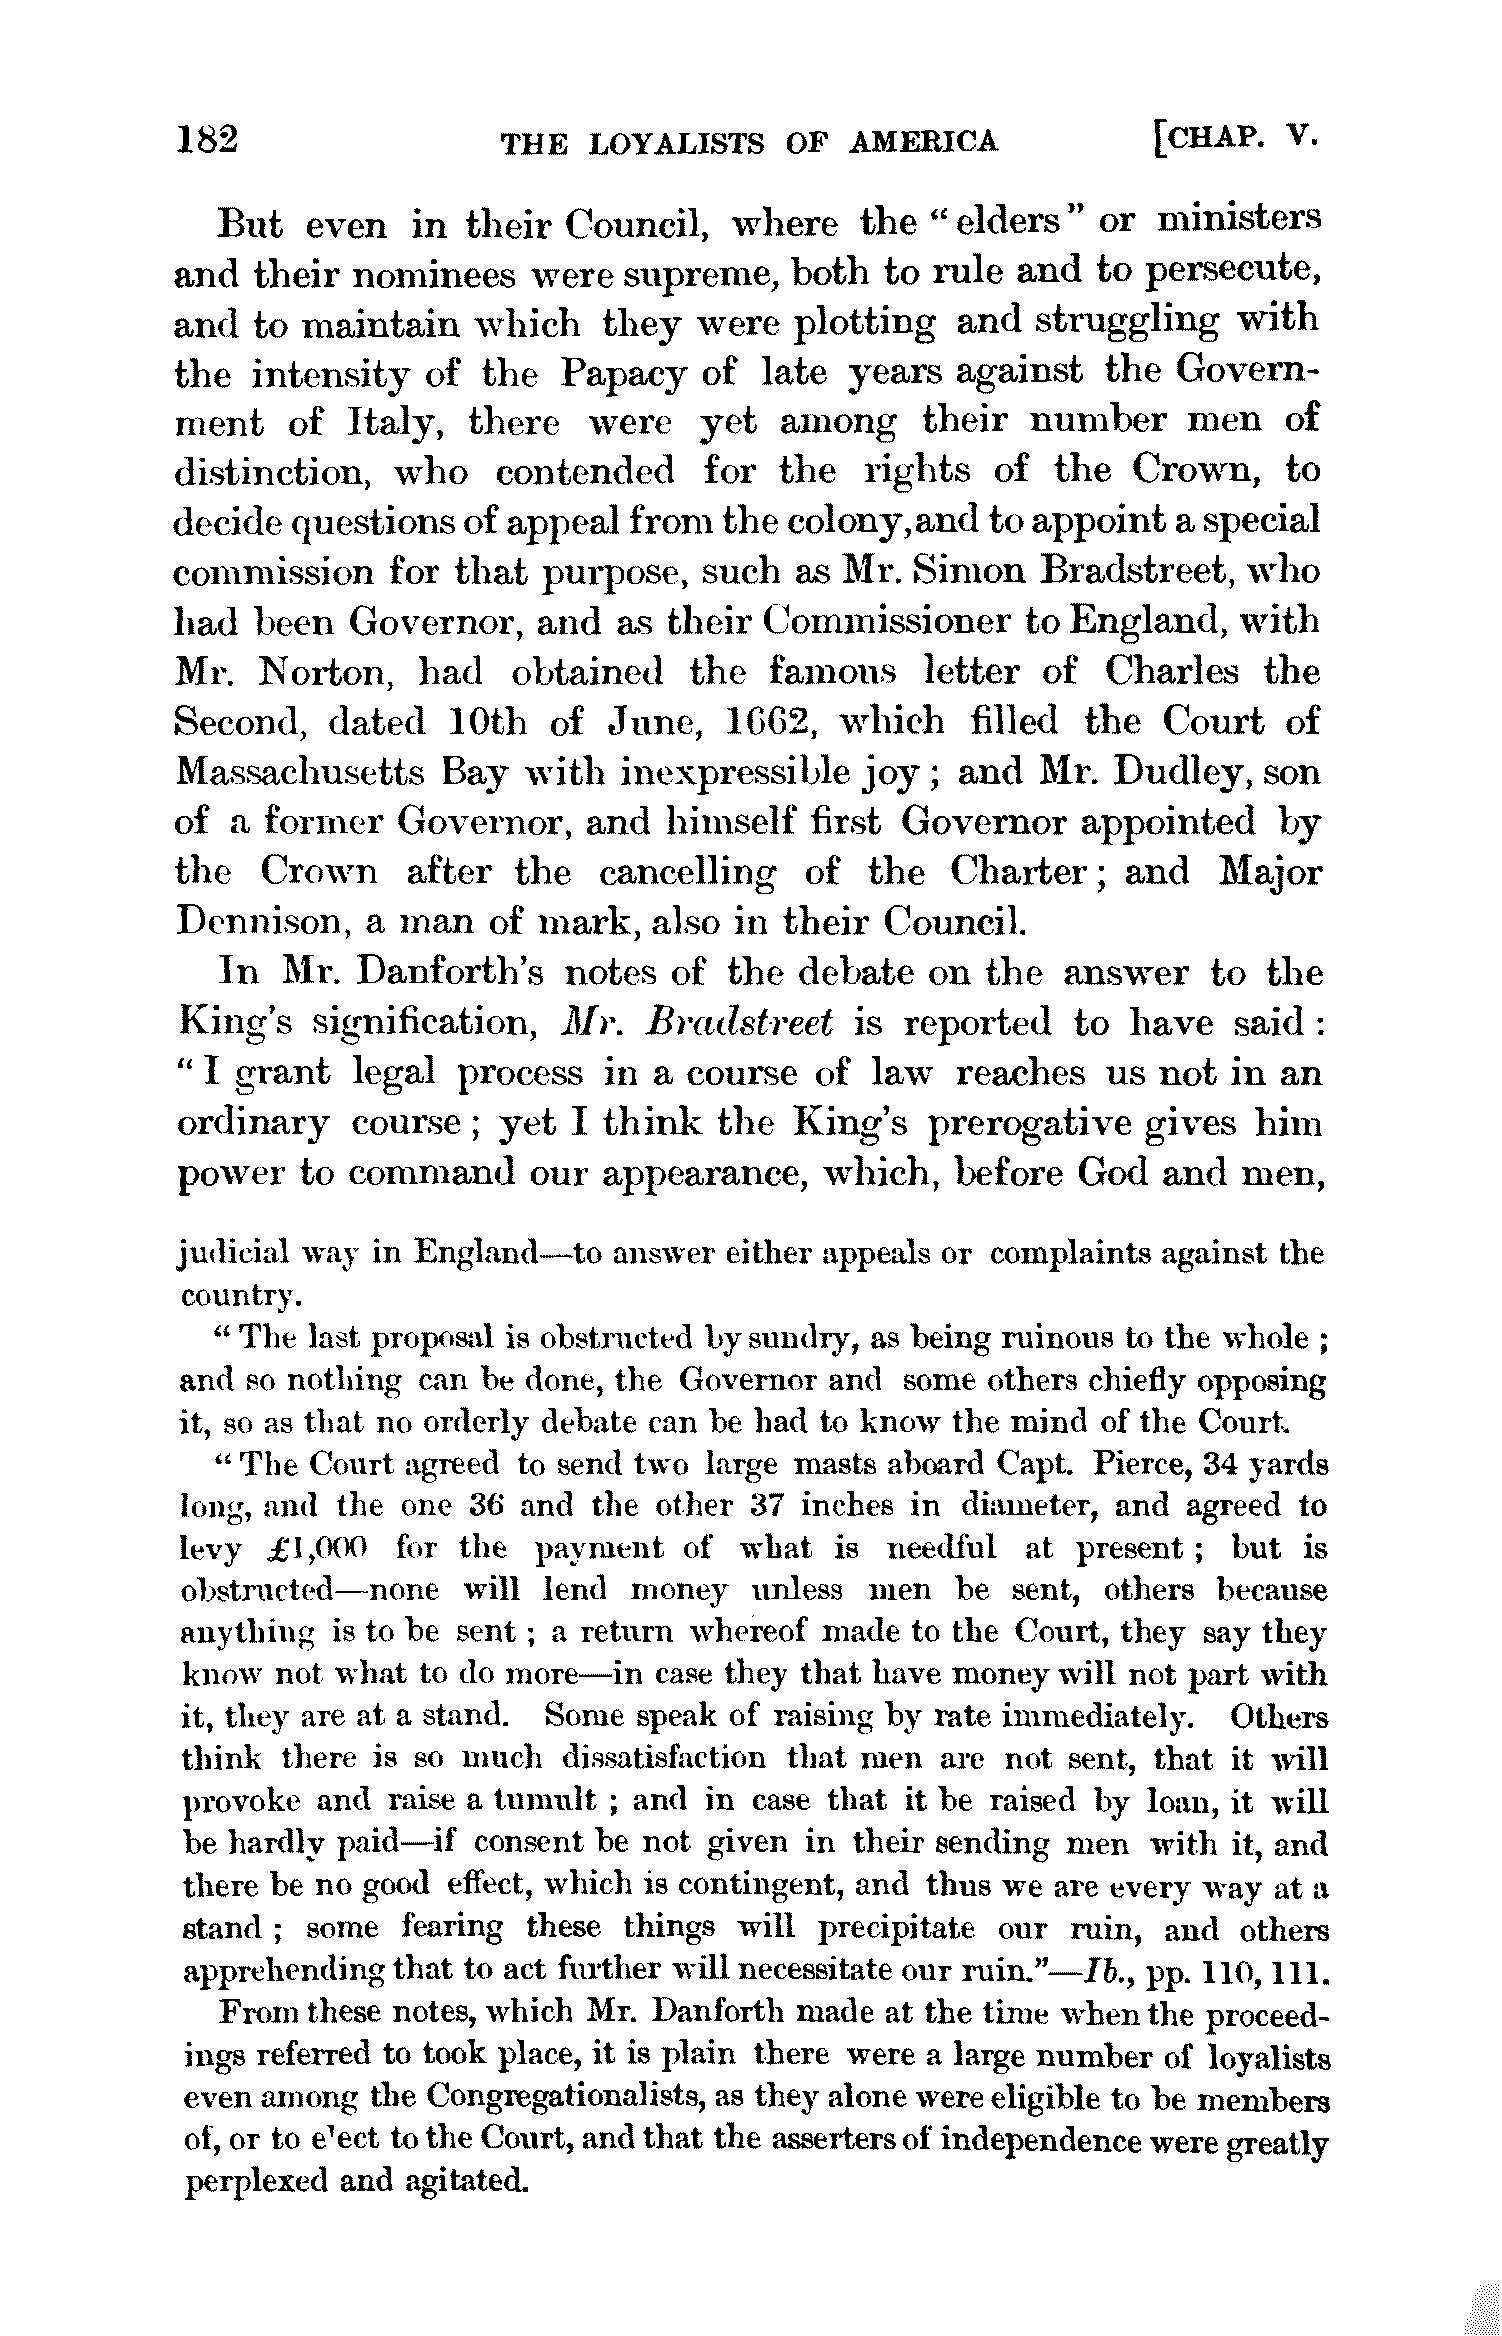 182 THE LOYALISTS OF AMERICA [CHAP. V.
But even in their Council, where the "elders" or ministers
and their nominees were supreme, both to rule and to persecute,
and to maintain which they were plotting and struggling with
the intensity of the Papacy of late years against the Govern-
ment of Italy, there were yet among their number men of
distinction, who contended for the rights of the Crown, to
decide questions of appeal from the colony,and to appoint a special
commission for that purpose, such as Mr. Simon Bradstreet, who
had been Governor, and as their Commissioner to England, with
Mr. Norton, had obtained the famous letter of Charles the
Second, dated 10th of June, 1662, which filled the Court of
Massachusetts Bay with inexpressible joy ; and Mr. Dudley, son
of a former Governor, and himself first Governor appointed by
the Crown after the cancelling of the Charter ; and Major
Dennison, a man of mark, also in their Council.
In Mr. Danforth's notes of the debate on the answer to the
King's signification, Mr. Bradstreet is reported to have said :
"I grant legal process in a course of law reaches us not in an
ordinary course ; yet I think the King's prerogative gives him
power to command our appearance, which, before God and men,
judicial way in England—to answer either appeals or complaints against the
country.
"The last proposal is obstructed by sundry, as being ruinous to the whole ;
and so nothing can be done, the Governor and some others chiefly opposing
it, so as that no orderly debate can be had to know the mind of the Court.
"The Court agreed to send two large masts aboard Capt. Pierce, 34 yards
long, and the one 36 and the other 37 inches in diameter, and agreed to
levy £1,000 for the payment of what is needful at present ; but is
obstructed—none will lend money unless men be sent, others because
anything is to be sent ; a return whereof made to the Court, they say they
know not what to do more—in case they that have money will not part with
it, they are at a stand. Some speak of raising by rate immediately. Others
think there is so much dissatisfaction that men are not sent, that it will
provoke and raise a tumult ; and in case that it be raised by loan, it will
be hardly paid—if consent be not given in their sending men with it, and
there be no good effect, which is contingent, and thus we are every way at a
stand ; some fearing these things will precipitate our ruin, and others
apprehending that to act further will necessitate our ruin."—Ib., pp. 110, 111.
From these notes, which Mr. Danforth made at the time when the proceed-
ings referred to took place, it is plain there were a large number of loyalists
even among the Congregationalists, as they alone were eligible to be members
of, or to e'ect to the Court, and that the asserters of independence were greatly
perplexed and agitated.